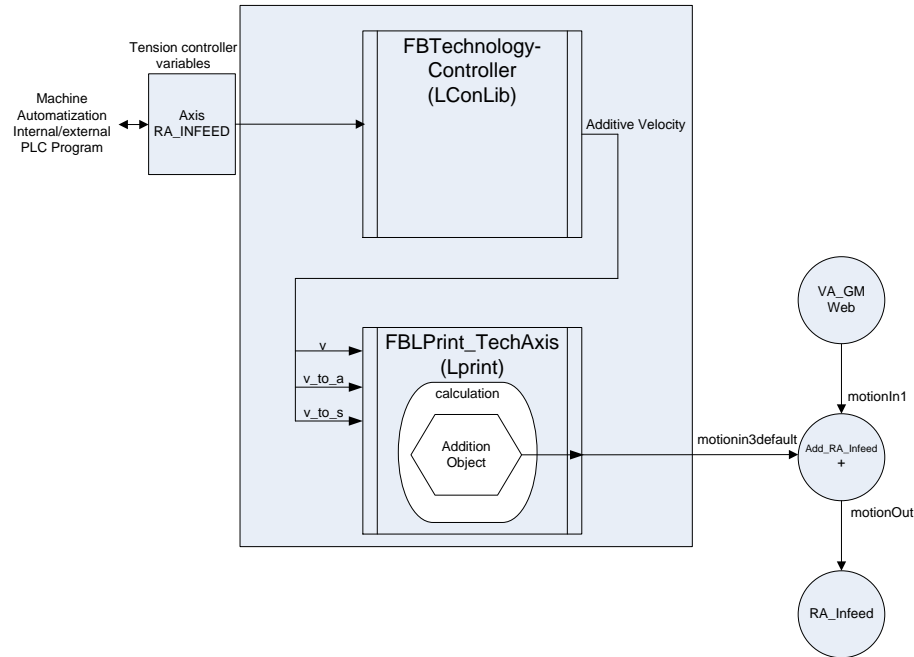 Tension controller
variables
Machine
Automatization
Internal/external
PLC Program
Axis
RA_INFEED
FBTechnology-
Controller
(LConLib)
Additive Velocity
v
v_to_a
v_to_s
FBLPrint_TechAxis
(Lprint)
calculation
Addition
Object
motionin3default
VA_GM
Web
motionIn1
Add_RA_Infeed
+
motionOut
RA_Infeed